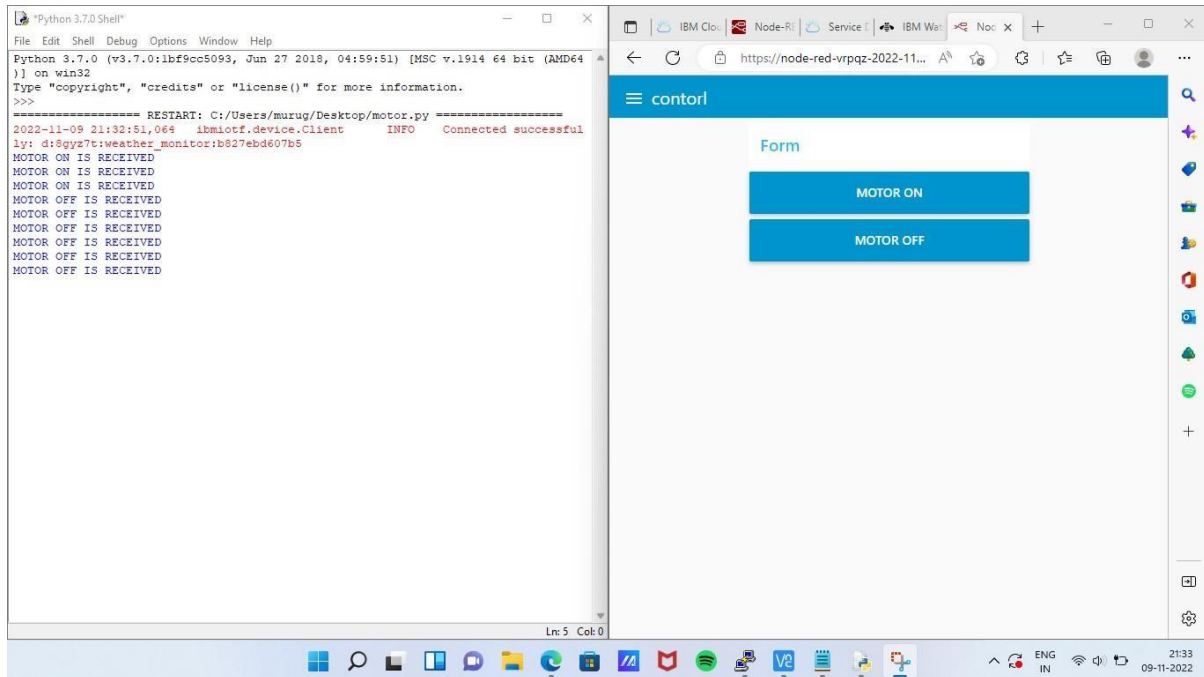 *Python 3.7.0 Shell*
File Edit Shell Debug Options Window Help
Python 3.7.0 (v3.7.0:1bf9cc5093, Jun 27 2018, 04:59:51) [MSC v.1914 64 bit (AMD64
)] on win32
Type "copyright", "credits" or "license()" for more information.
>>>
================== RESTART: C:/Users/murug/Desktop/motor.py ==================
2022-11-09 21:32:51,064 ibmiotf.device.Client INFO Connected successful
ly: d:8gyz7t:weather_monitor:b827ebd607b5
MOTOR ON IS RECEIVED
MOTOR ON IS RECEIVED
MOTOR ON IS RECEIVED
MOTOR OFF IS RECEIVED
MOTOR OFF IS RECEIVED
MOTOR OFF IS RECEIVED
MOTOR OFF IS RECEIVED
MOTOR OFF IS RECEIVED
MOTOR OFF IS RECEIVED
Ln: 5 Col: 0
IBM Clou Node-RE Service D IBM Wat Nod
https://node-red-vrpqz-2022-11...
contorl
Form
MOTOR ON
MOTOR OFF
ENG
IN
21:33
09-11-2022